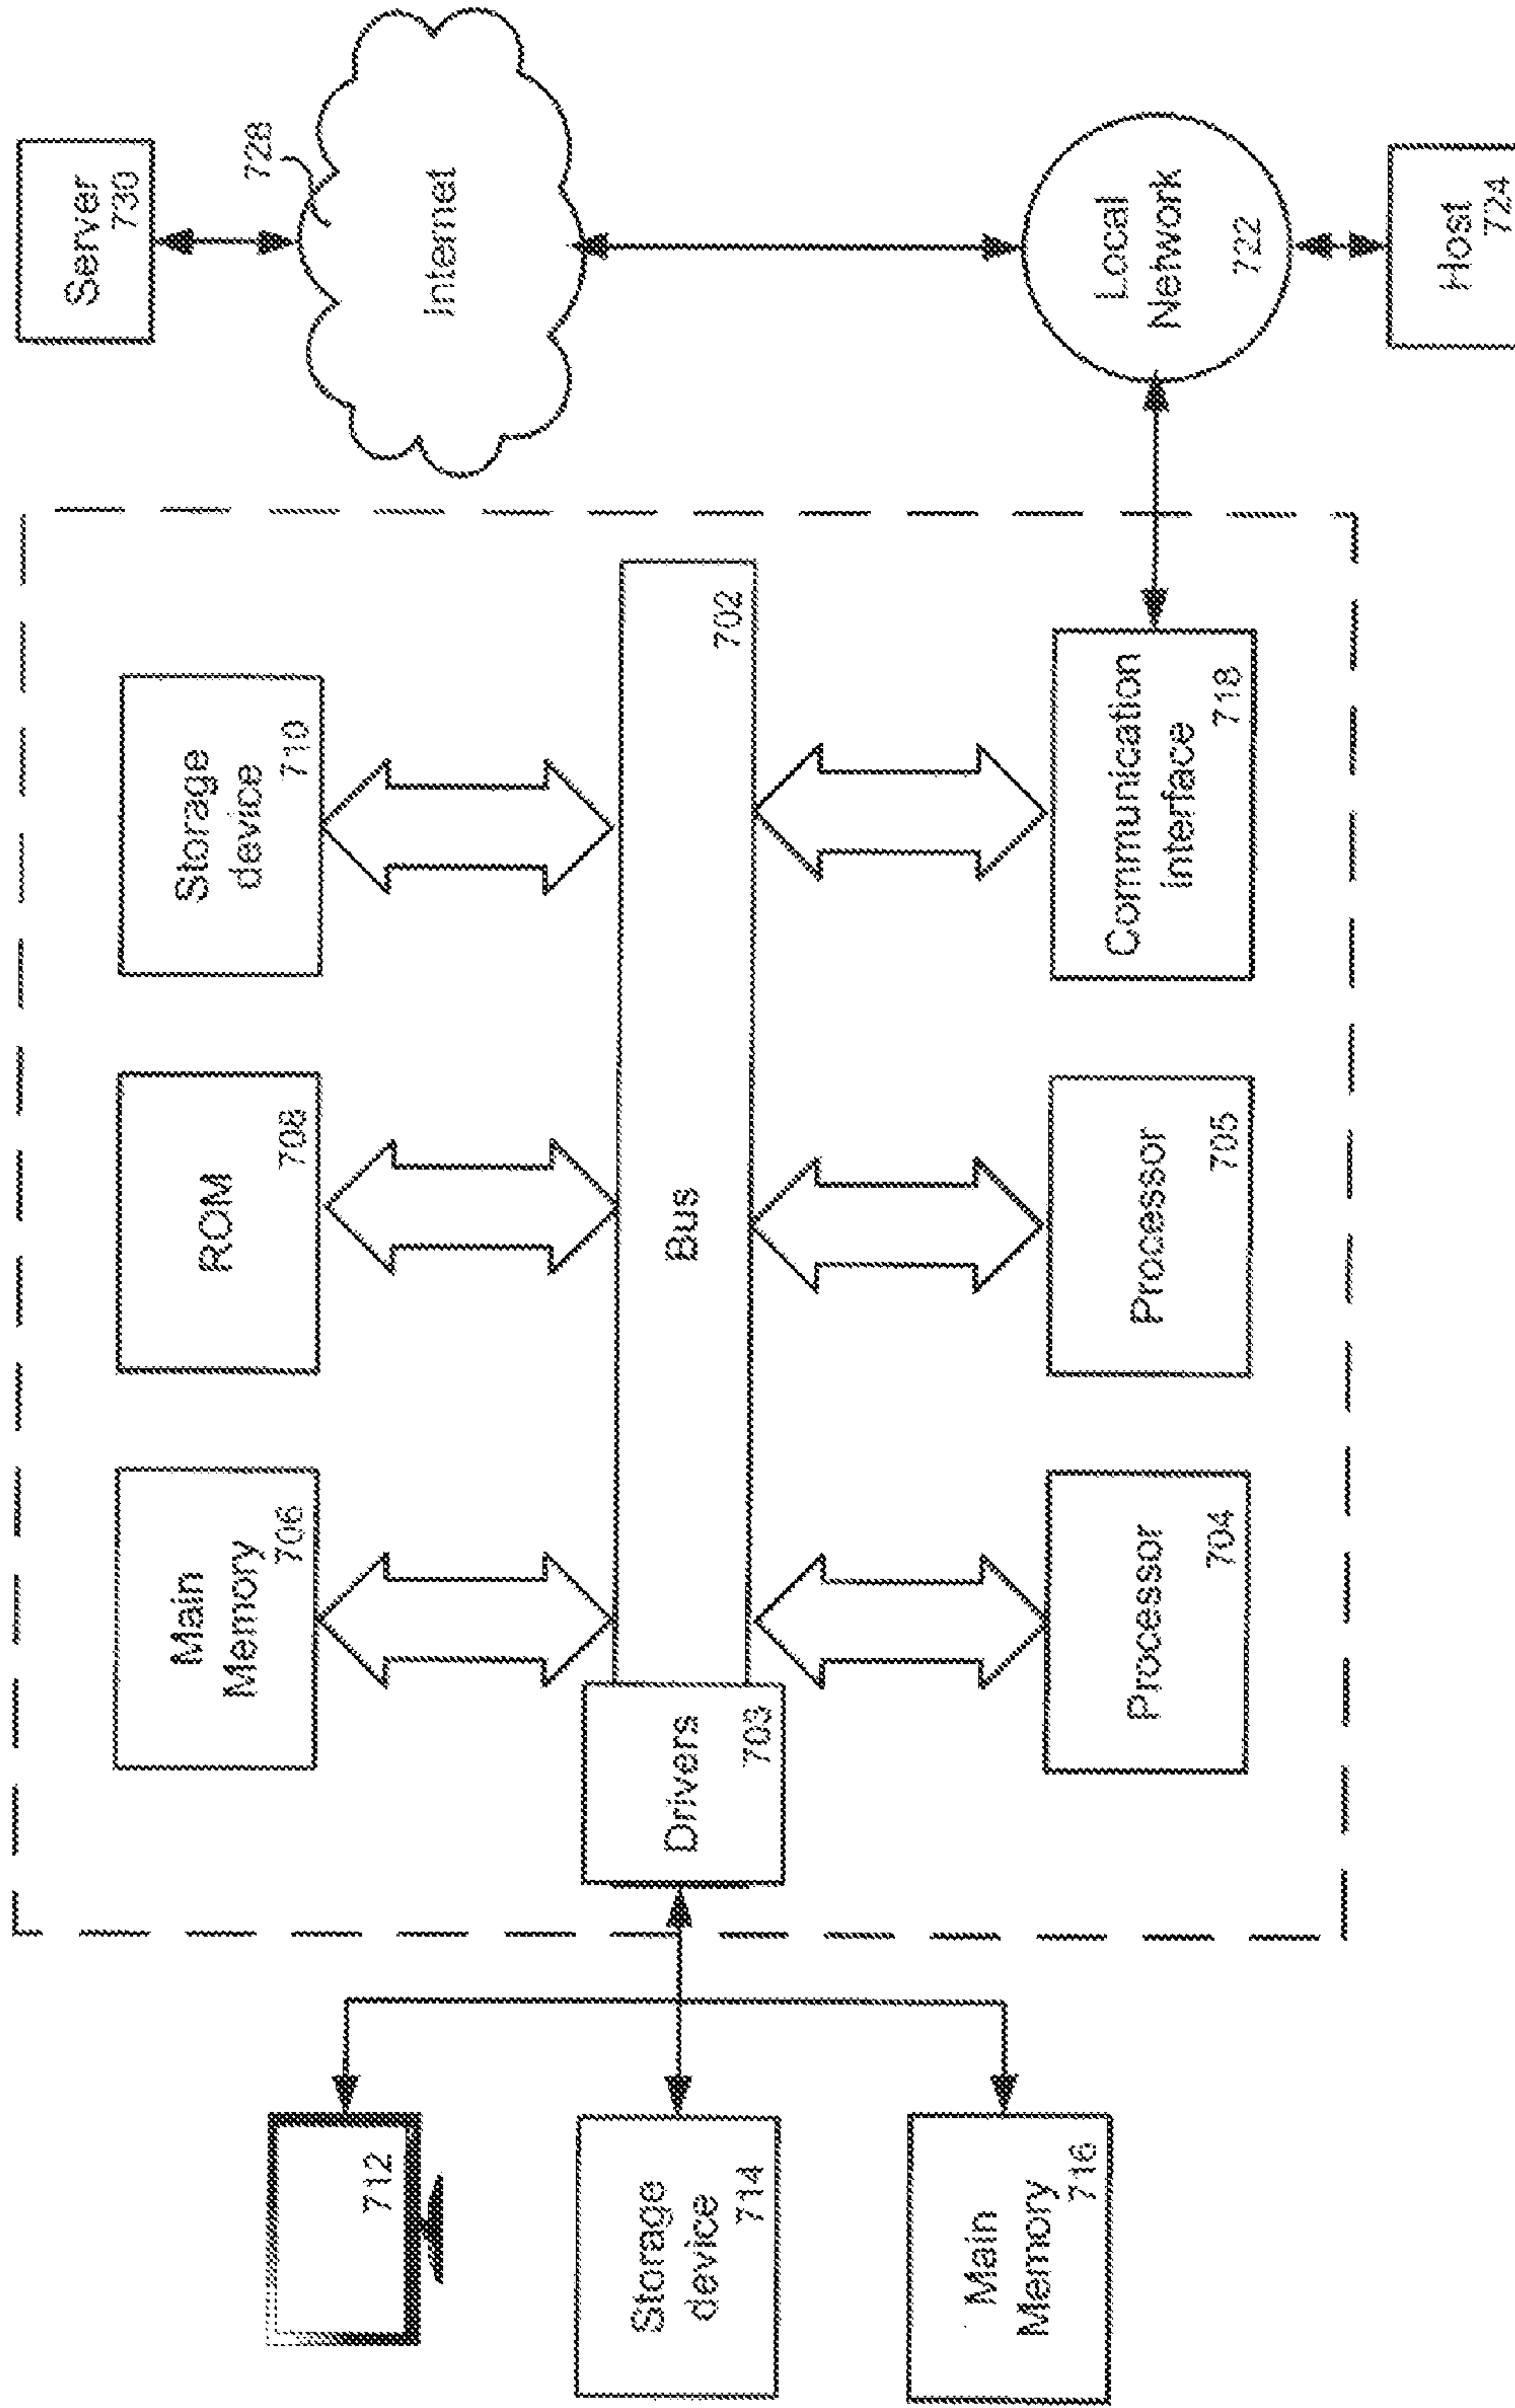 712
Storage
device
714
Main
Memory
716
Drivers
703
Main
Memory
706
ROM
708
Storage
device
710
Bus
702
Processor
704
Processor
705
Communication
interface
718
Server
730
728
Internet
Local
Network
722
Host
724